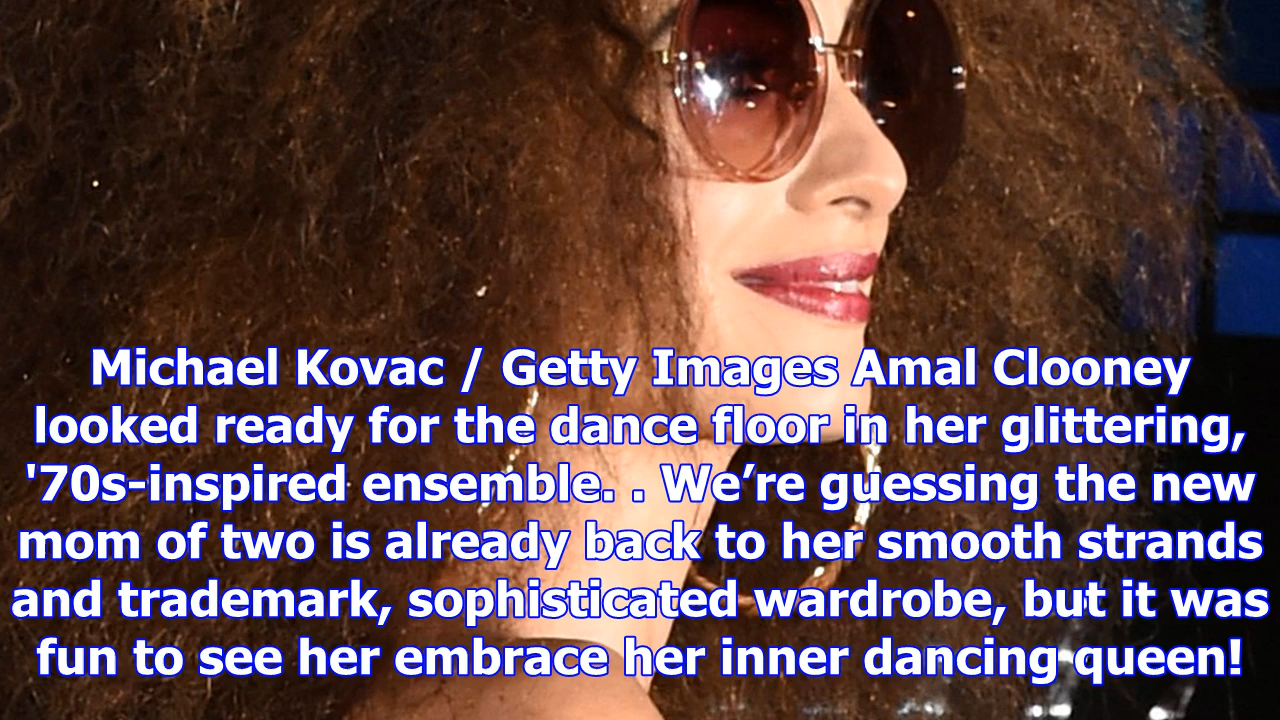 Michael Kovac / Getty Images Amal Clooney
looked ready for the dance floor in her glittering,
'70s-inspired ensemble. . We’re guessing the new
mom of two is already back to her smooth strands
and trademark, sophisticated wardrobe, but it was
fun to see her embrace her inner dancing queen!